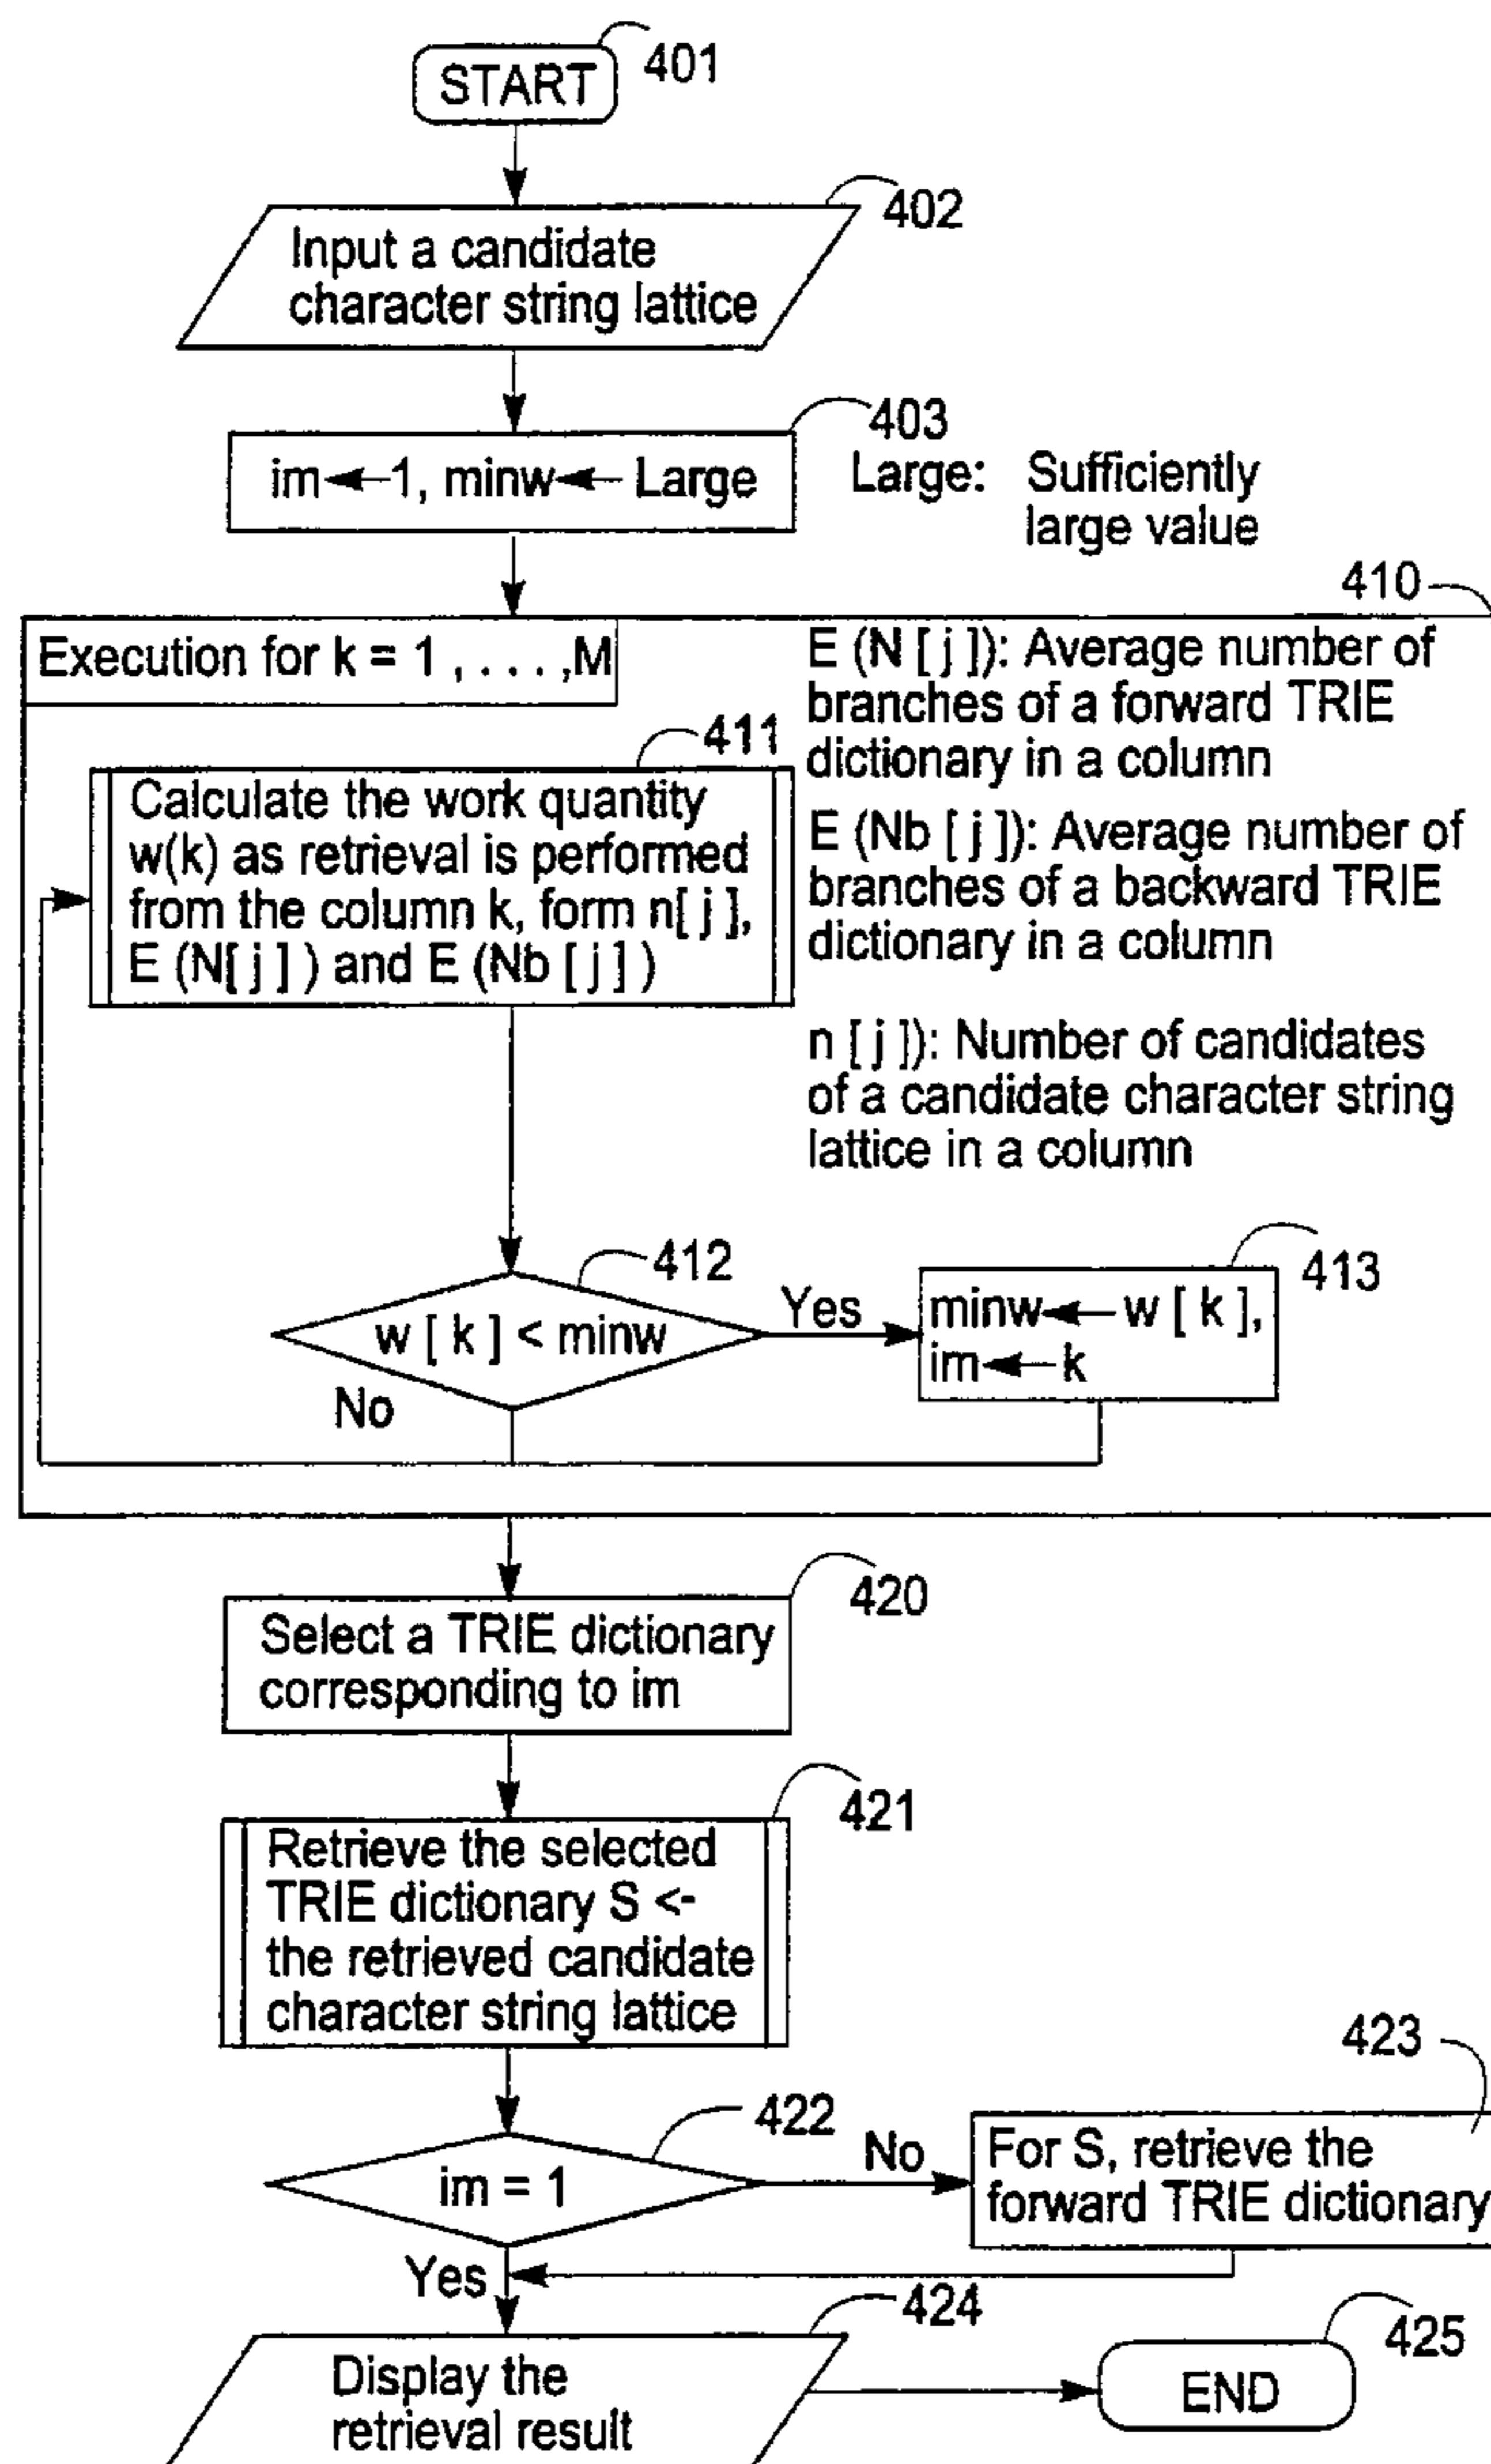 START
401
402
Input a candidate
character string lattice
403
im←1, minw← Large
Large: Sufficiently
large value
410
Execution for k = 1 , . . . ,M
E (N [ j ]): Average number of
branches of a forward TRIE
dictionary in a column
411
Calculate the work quantity
w(k) as retrieval is performed
from the column k, form n[ j ],
E (N[ j ] ) and E (Nb [ j ] )
E (Nb [ j ]): Average number of
branches of a backward TRIE
dictionary in a column
n [ j ]): Number of candidates
of a candidate character string
lattice in a column
412
w [ k ] < minw
Yes
No
413
minw← w [ k ],
im← k
420
Select a TRIE dictionary
corresponding to im
421
Retrieve the selected
TRIE dictionary S <-
the retrieved candidate
character string lattice
422
im = 1
No
Yes
423
For S, retrieve the
forward TRIE dictionary
424
Display the
retrieval result
425
END